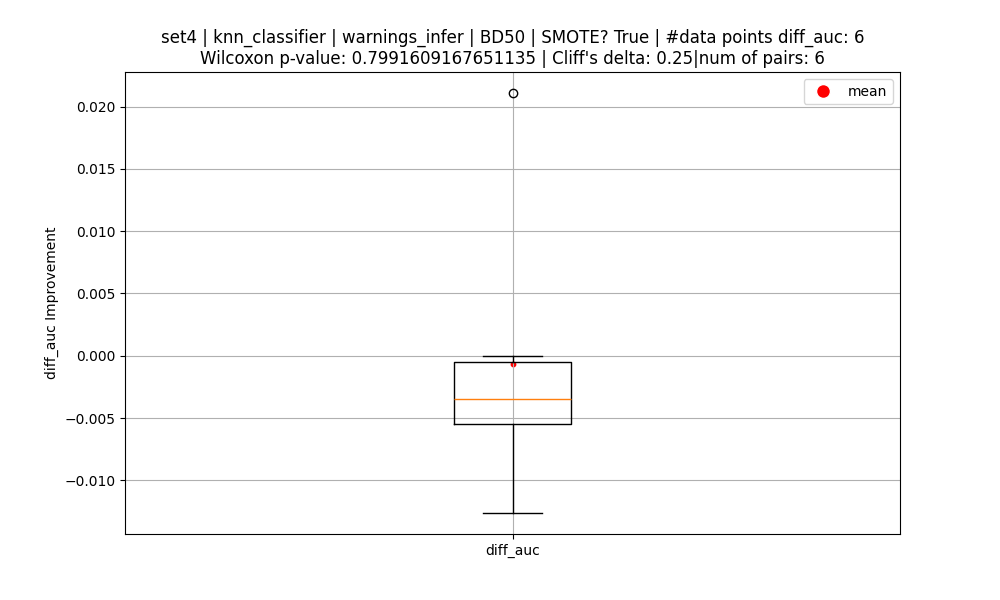 set4 | knn_classifier | warnings_infer | BD50 | SMOTE? True | #data points diff_auc: 6
Wilcoxon p-value: 0.7991609167651135 | Cliff's delta: 0.25|num of pairs: 6
mean
0.020
0.015
0.010
0.005
0.000
−0.005
−0.010
diff_auc Improvement
diff_auc